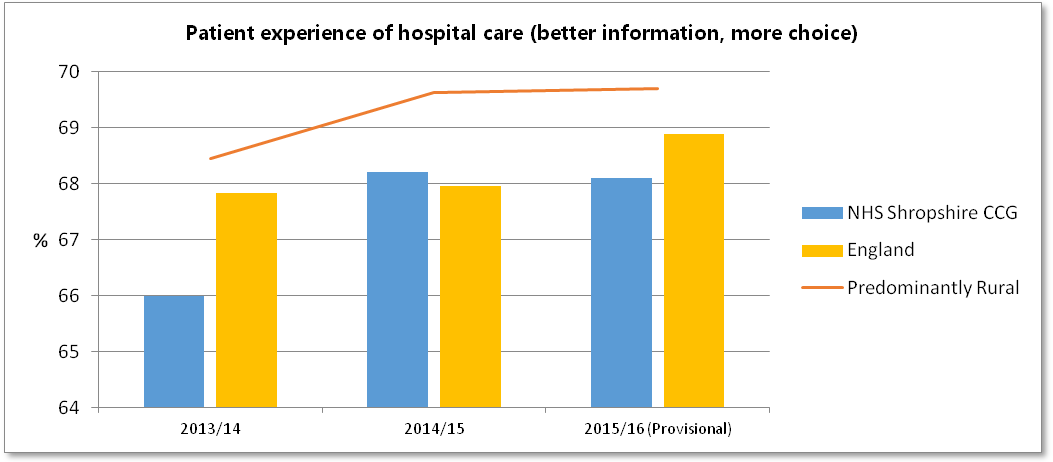 Patient experience of hospital care (better information, more choice)
70
69
68
67
66
65
64
%
2013/14
2014/15
2015/16 (Provisional)
NHS Shropshire CCG
England
Predominantly Rural